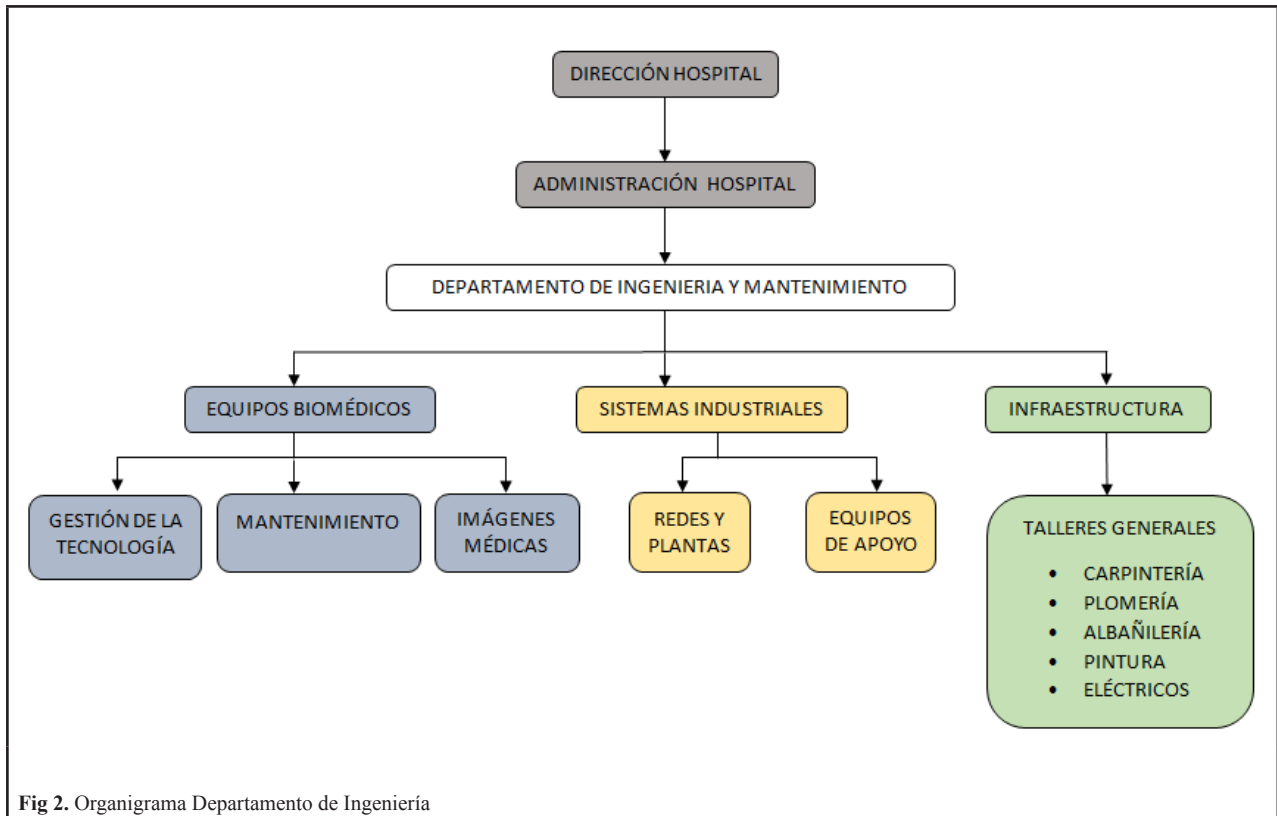 DIRECCIÓN HOSPITAL
ADMINISTRACIÓN HOSPITAL
DEPARTAMENTO DE INGENIERIA Y MANTENIMIENTO
EQUIPOS BIOMÉDICOS
SISTEMAS INDUSTRIALES
INFRAESTRUCTURA
GESTIÓN DE LA
TECNOLOGÍA
MANTENIMIENTO
IMÁGENES
MÉDICAS
REDES Y
PLANTAS
EQUIPOS
DE APOYO
TALLERES GENERALES
• CARPINTERÍA
• PLOMERÍA
• ALBAÑILERÍA
• PINTURA
• ELÉCTRICOS
Fig 2. Organigrama Departamento de Ingeniería